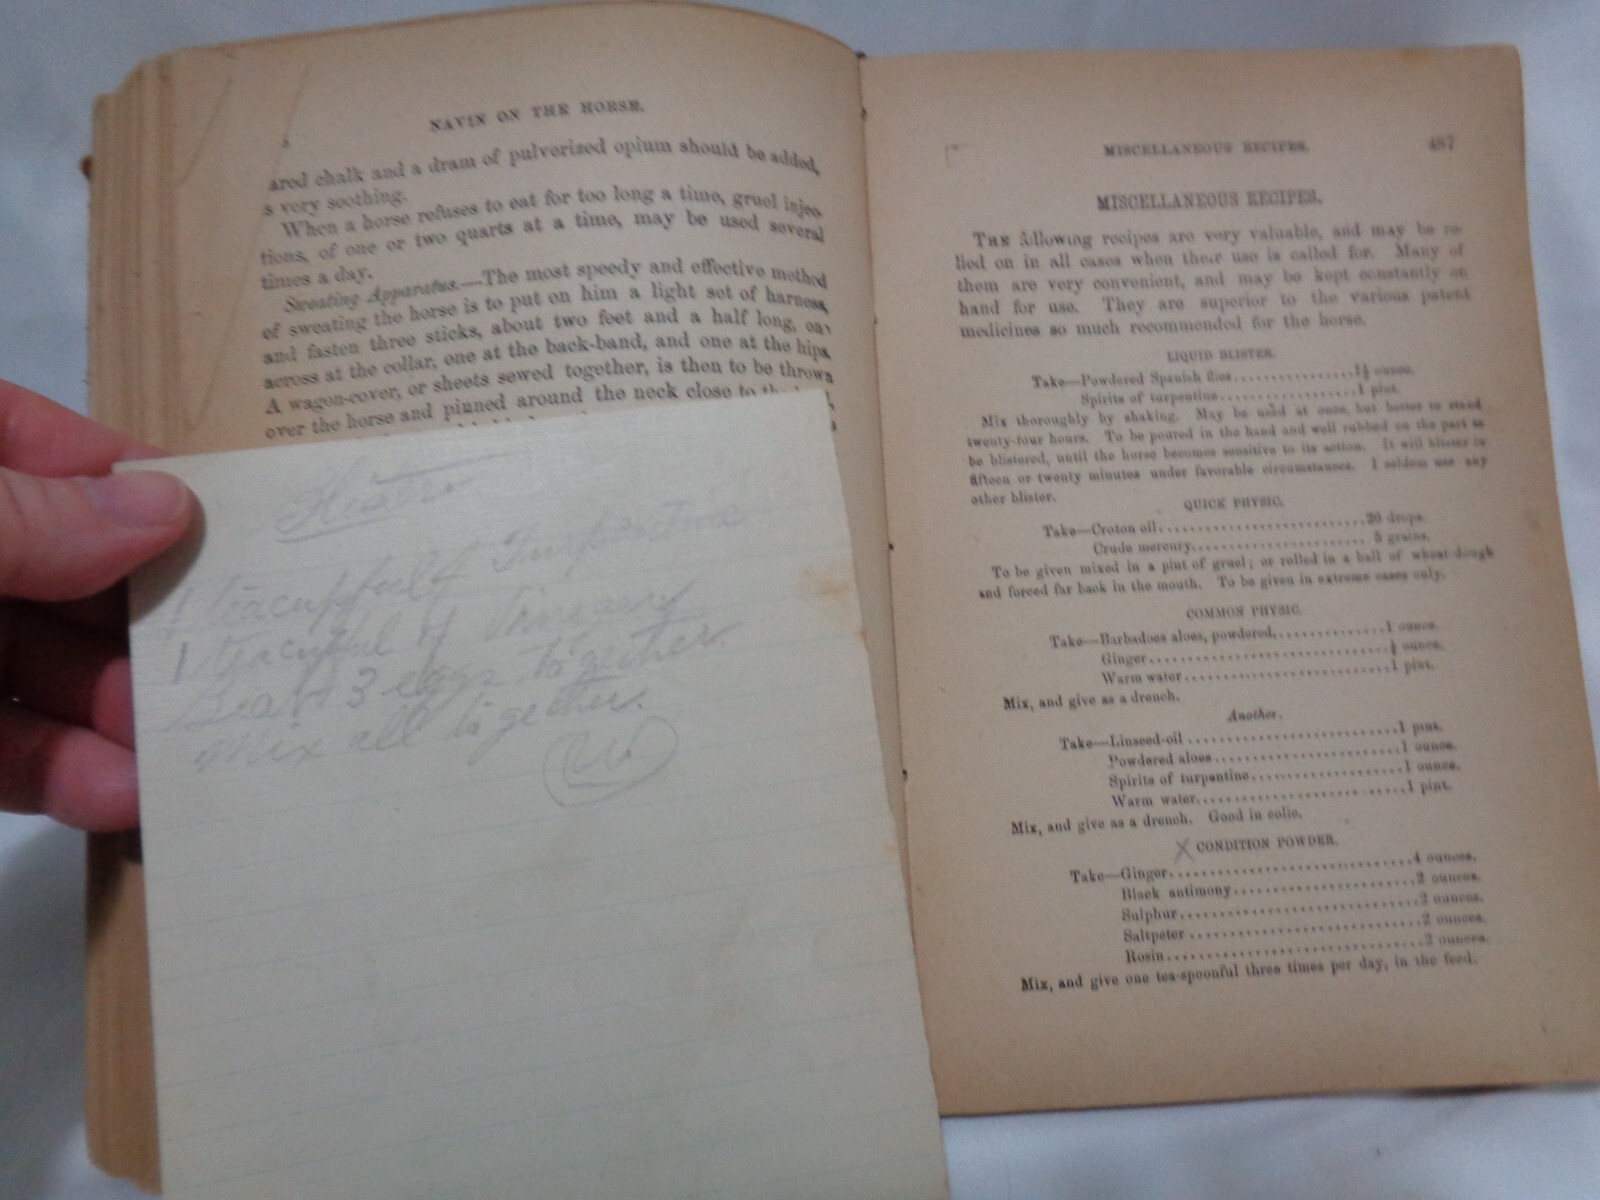 NAVIN ON THE HORSE.
ared chalk and a dram of pulverized opium should be added,
s very soothing.
When a horse refuses to eat for too long a time, gruel injec-
tions, of one or two quarts at a time, may be used several
times a day.
Sweating Apparatus.—The most speedy and effective method
of sweating the horse is to put on him a light set of harness,
and fasten three sticks, about two feet and a half long, on,
across at the collar, one at the back-band, and one at the hips.
A wagon-cover, or sheets sewed together, is then to be thrown
over the horse and pinned around the neck close to
1 teacupfull of Turpentine
1 teacupful of Vinegar
Beat 3 eggs together.
Mix all together.
MISCELLANEOUS RECIPES. 487
MISCELLANEOUS RECIPES.
THE following recipes are very valuable, and may be re-
lied on in all cases when their use is called for. Many of
them are very convenient, and may be kept constantly on
hand for use. They are superior to the various patent
medicines so much recommended for the horse.
LIQUID BLISTER.
Take—Powdered Spanish flies................1½ ounce.
Spirits of turpentine..................1 pint.
Mix thoroughly by shaking. May be used at once, but better to stand
twenty-four hours. To be poured in the hand and well rubbed on the part to
be blistered, until the horse becomes sensitive to its action. It will blister in
fifteen or twenty minutes under favorable circumstances. I seldom use any
other blister.
QUICK PHYSIC.
Take—Croton oil..........................20 drops.
Crude mercury...................... 5 grains.
To be given mixed in a pint of gruel; or rolled in a ball of wheat-dough
and forced far back in the mouth. To be given in extreme cases only.
COMMON PHYSIC.
Take—Barbadoes aloes, powdered..............1 ounce.
Ginger..............................½ ounce.
Warm water..........................1 pint.
Mix, and give as a drench.
Another.
Take—Linseed-oil..........................1 pint.
Powdered aloes........................1 ounce.
Spirits of turpentine..................1 ounce.
Warm water..........................1 pint.
Mix, and give as a drench. Good in colic.
X CONDITION POWDER.
Take—Ginger..............................4 ounces.
Black antimony........................2 ounces.
Sulphur..............................2 ounces.
Saltpeter............................2 ounces.
Rosin................................2 ounces.
Mix, and give one tea-spoonful three times per day, in the feed.